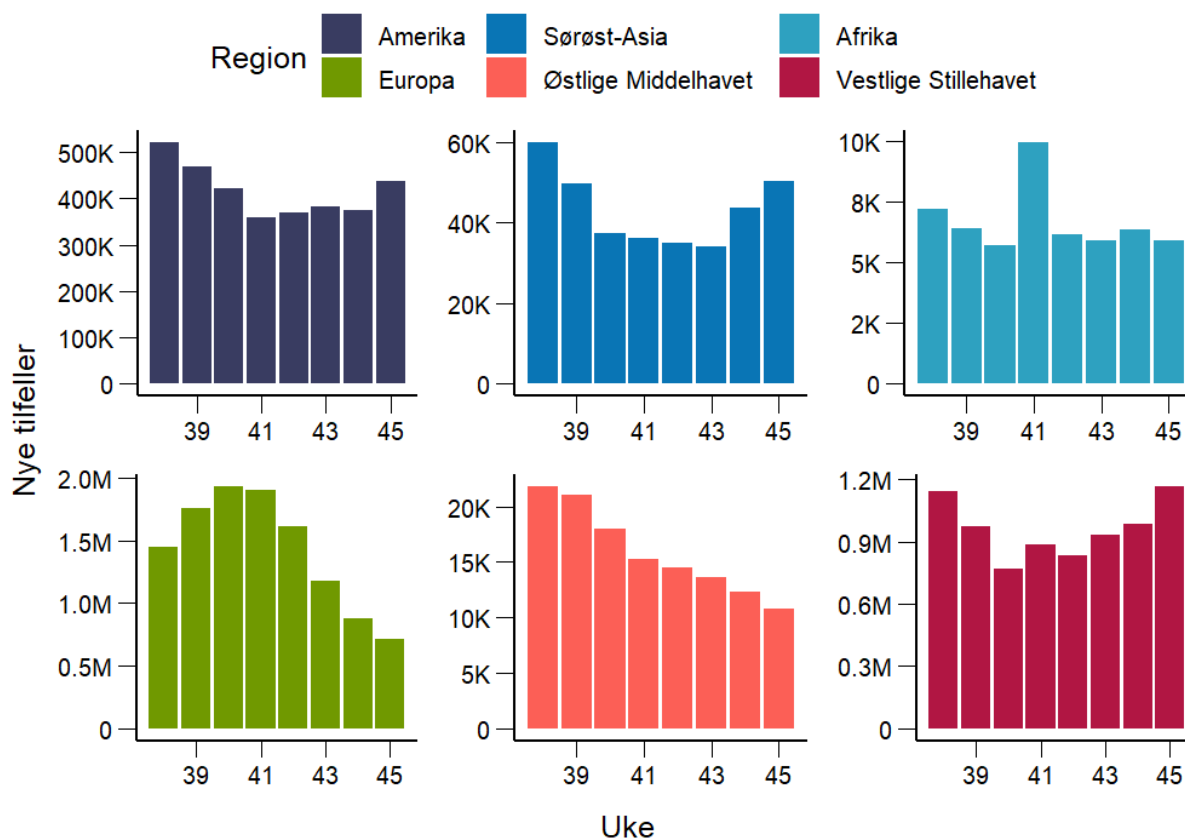 Region
Amerika
Sørøst-Asia
Afrika
Europa
Østlige Middelhavet
Vestlige Stillehavet
Nye tilfeller
500K
400K
300K
200K
100K
0
39 41 43 45
60K
40K
20K
0
39 41 43 45
10K
8K
5K
2K
0
39 41 43 45
2.0M
1.5M
1.0M
0.5M
0
39 41 43 45
20K
15K
10K
5K
0
39 41 43 45
1.2M
0.9M
0.6M
0.3M
0
39 41 43 45
Uke